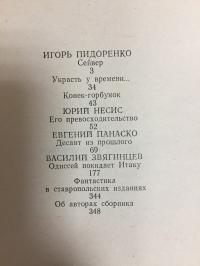 ИГОРЬ ПИДОРЕНКО
Сейвер
3
Украсть у времени...
34
Конек-горбунок
43
ЮРИЙ НЕСИС
Его превосходительство
52
ЕВГЕНИЙ ПАНАСКО
Десант из прошлого
69
ВАСИЛИЙ ЗВЯГИНЦЕВ
Одиссей покидает Итаку
177
Фантастика
в ставропольских изданиях
344
Об авторах сборника
348